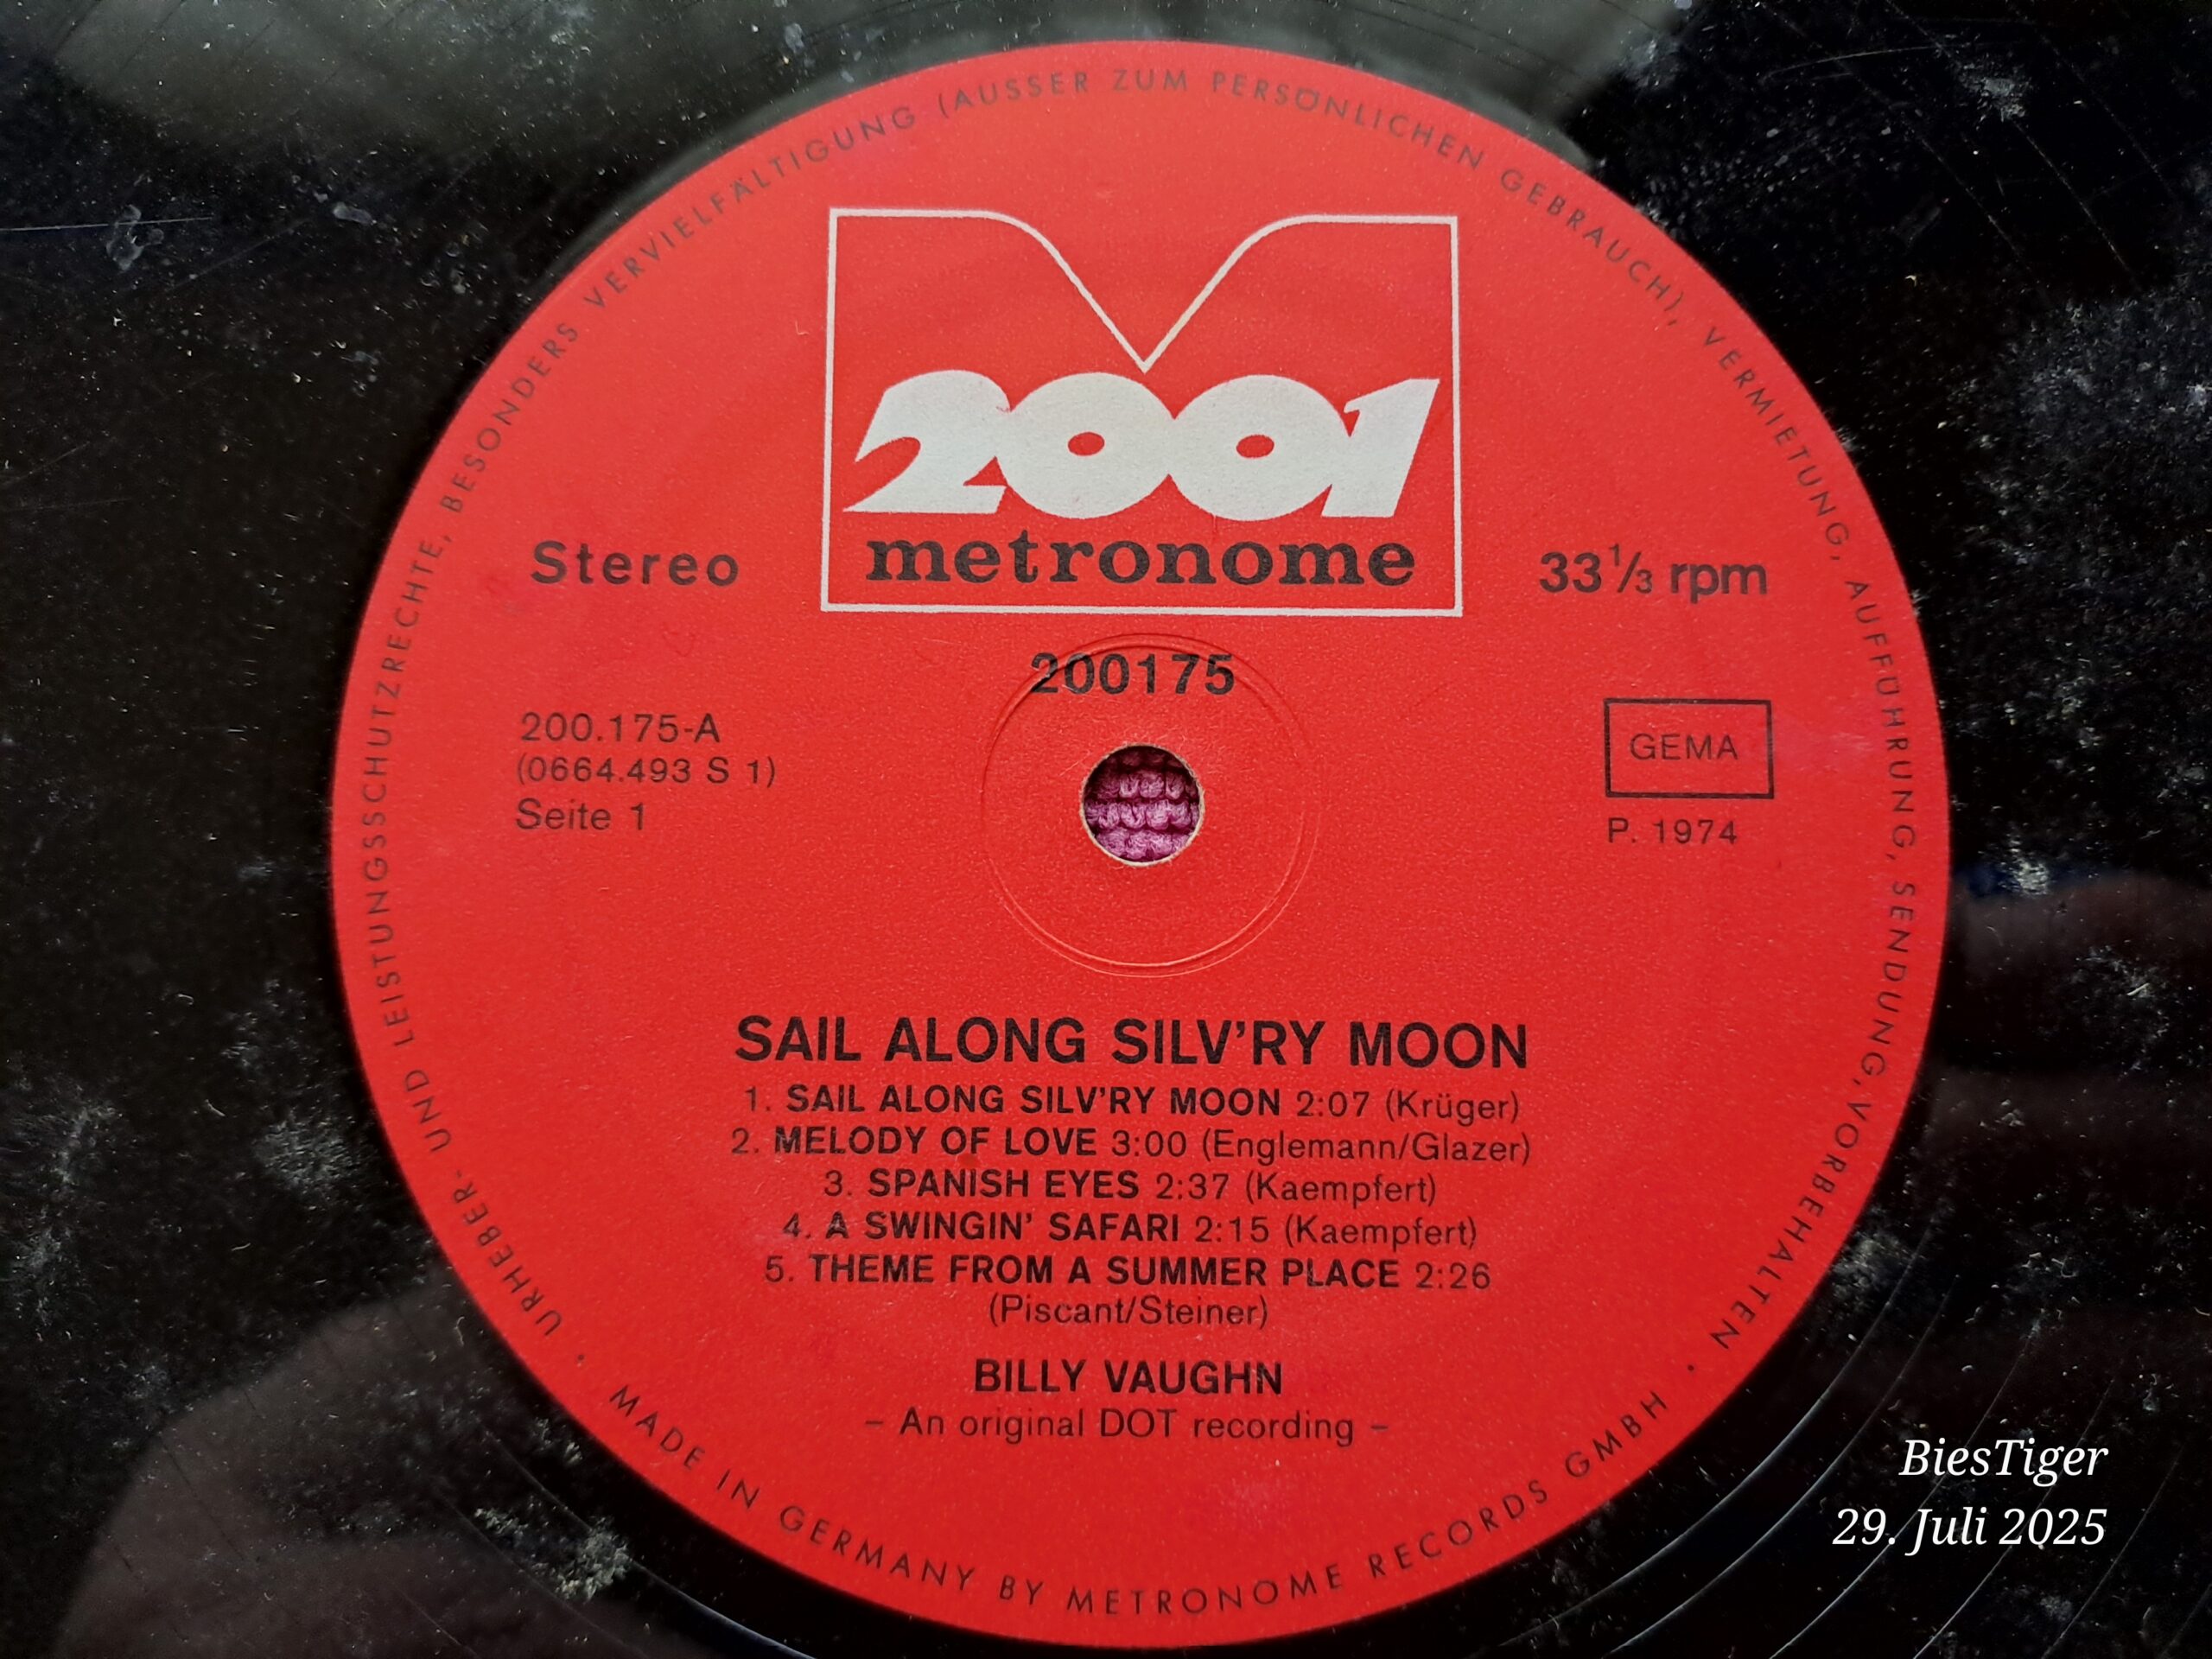 URHEBER- UND LEISTUNGSSCHUTZRECHTE, BESONDERS VERVIELFÄLTIGUNG (AUSSER ZUM PERSÖNLICHEN GEBRAUCH), VERMIETUNG, AUFFÜHRUNG, SENDUNG, VORBEHALTEN •
2001
metronome
Stereo
33 1/3 rpm
200175
200.175-A
(0664.493 S 1)
Seite 1
GEMA
P. 1974
SAIL ALONG SILV'RY MOON
1. SAIL ALONG SILV'RY MOON 2:07 (Krüger)
2. MELODY OF LOVE 3:00 (Englemann/Glazer)
3. SPANISH EYES 2:37 (Kaempfert)
4. A SWINGIN' SAFARI 2:15 (Kaempfert)
5. THEME FROM A SUMMER PLACE 2:26
(Piscant/Steiner)
BILLY VAUGHN
– An original DOT recording –
• MADE IN GERMANY BY METRONOME RECORDS GMBH
BiesTiger
29. Juli 2025